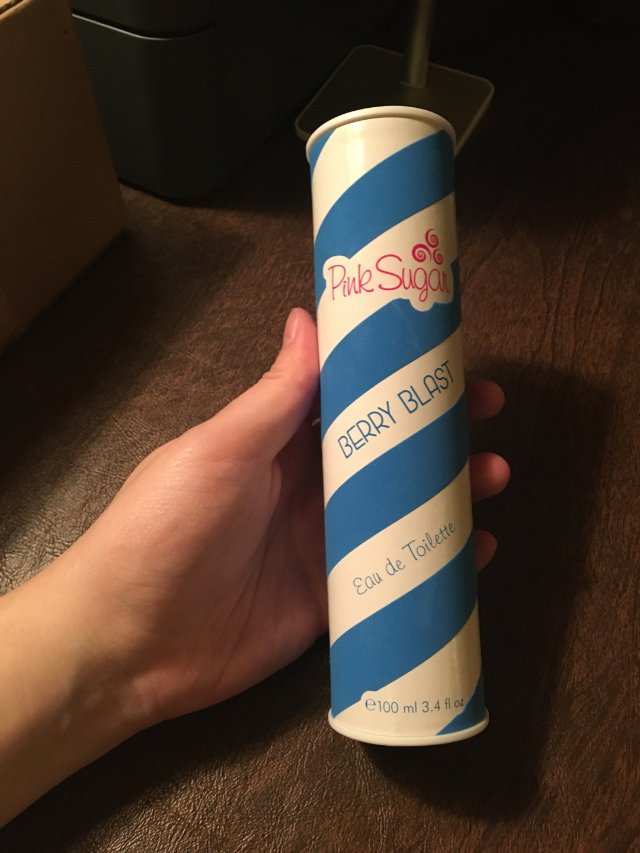 Pink Sugar
BERRY BLAST
Eau de Toilette
℮100 ml 3.4 fl oz